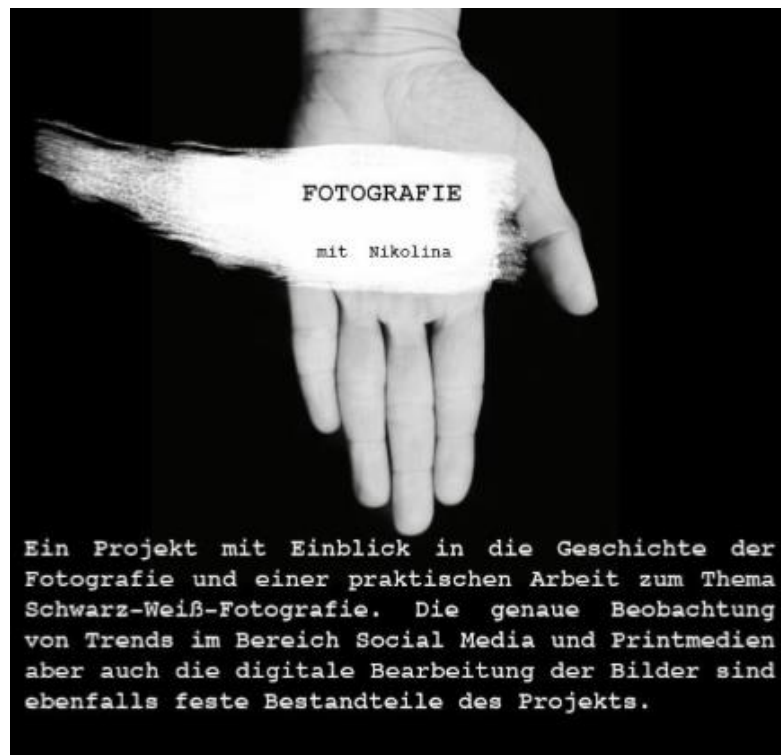 FOTOGRAFIE
mit Nikolina
Ein Projekt mit Einblick in die Geschichte der
Fotografie und einer praktischen Arbeit zum Thema
Schwarz-Weiß-Fotografie. Die genaue Beobachtung
von Trends im Bereich Social Media und Printmedien
aber auch die digitale Bearbeitung der Bilder sind
ebenfalls feste Bestandteile des Projekts.